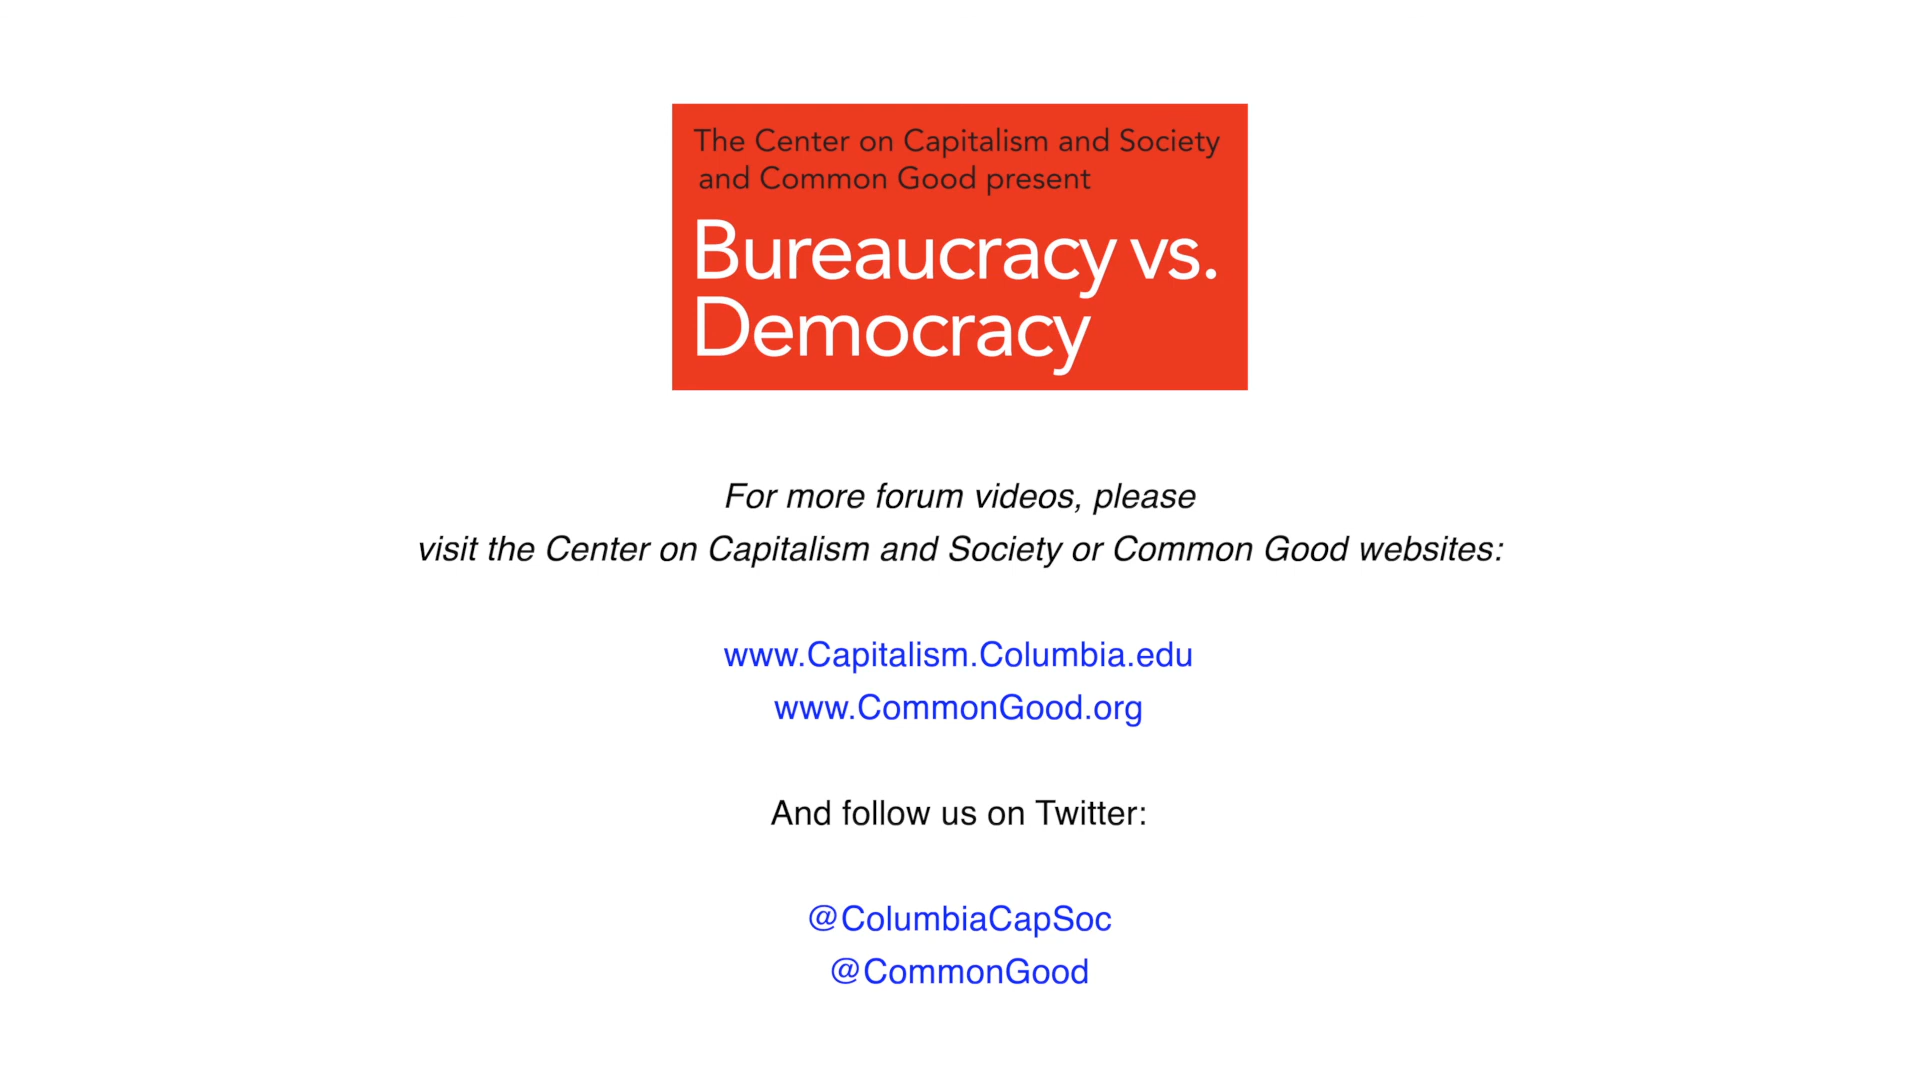 The Center on Capitalism and Society
and Common Good present
Bureaucracy vs.
Democracy
For more forum videos, please
visit the Center on Capitalism and Society or Common Good websites:
www.Capitalism.Columbia.edu
www.CommonGood.org
And follow us on Twitter:
@ColumbiaCapSoc
@CommonGood